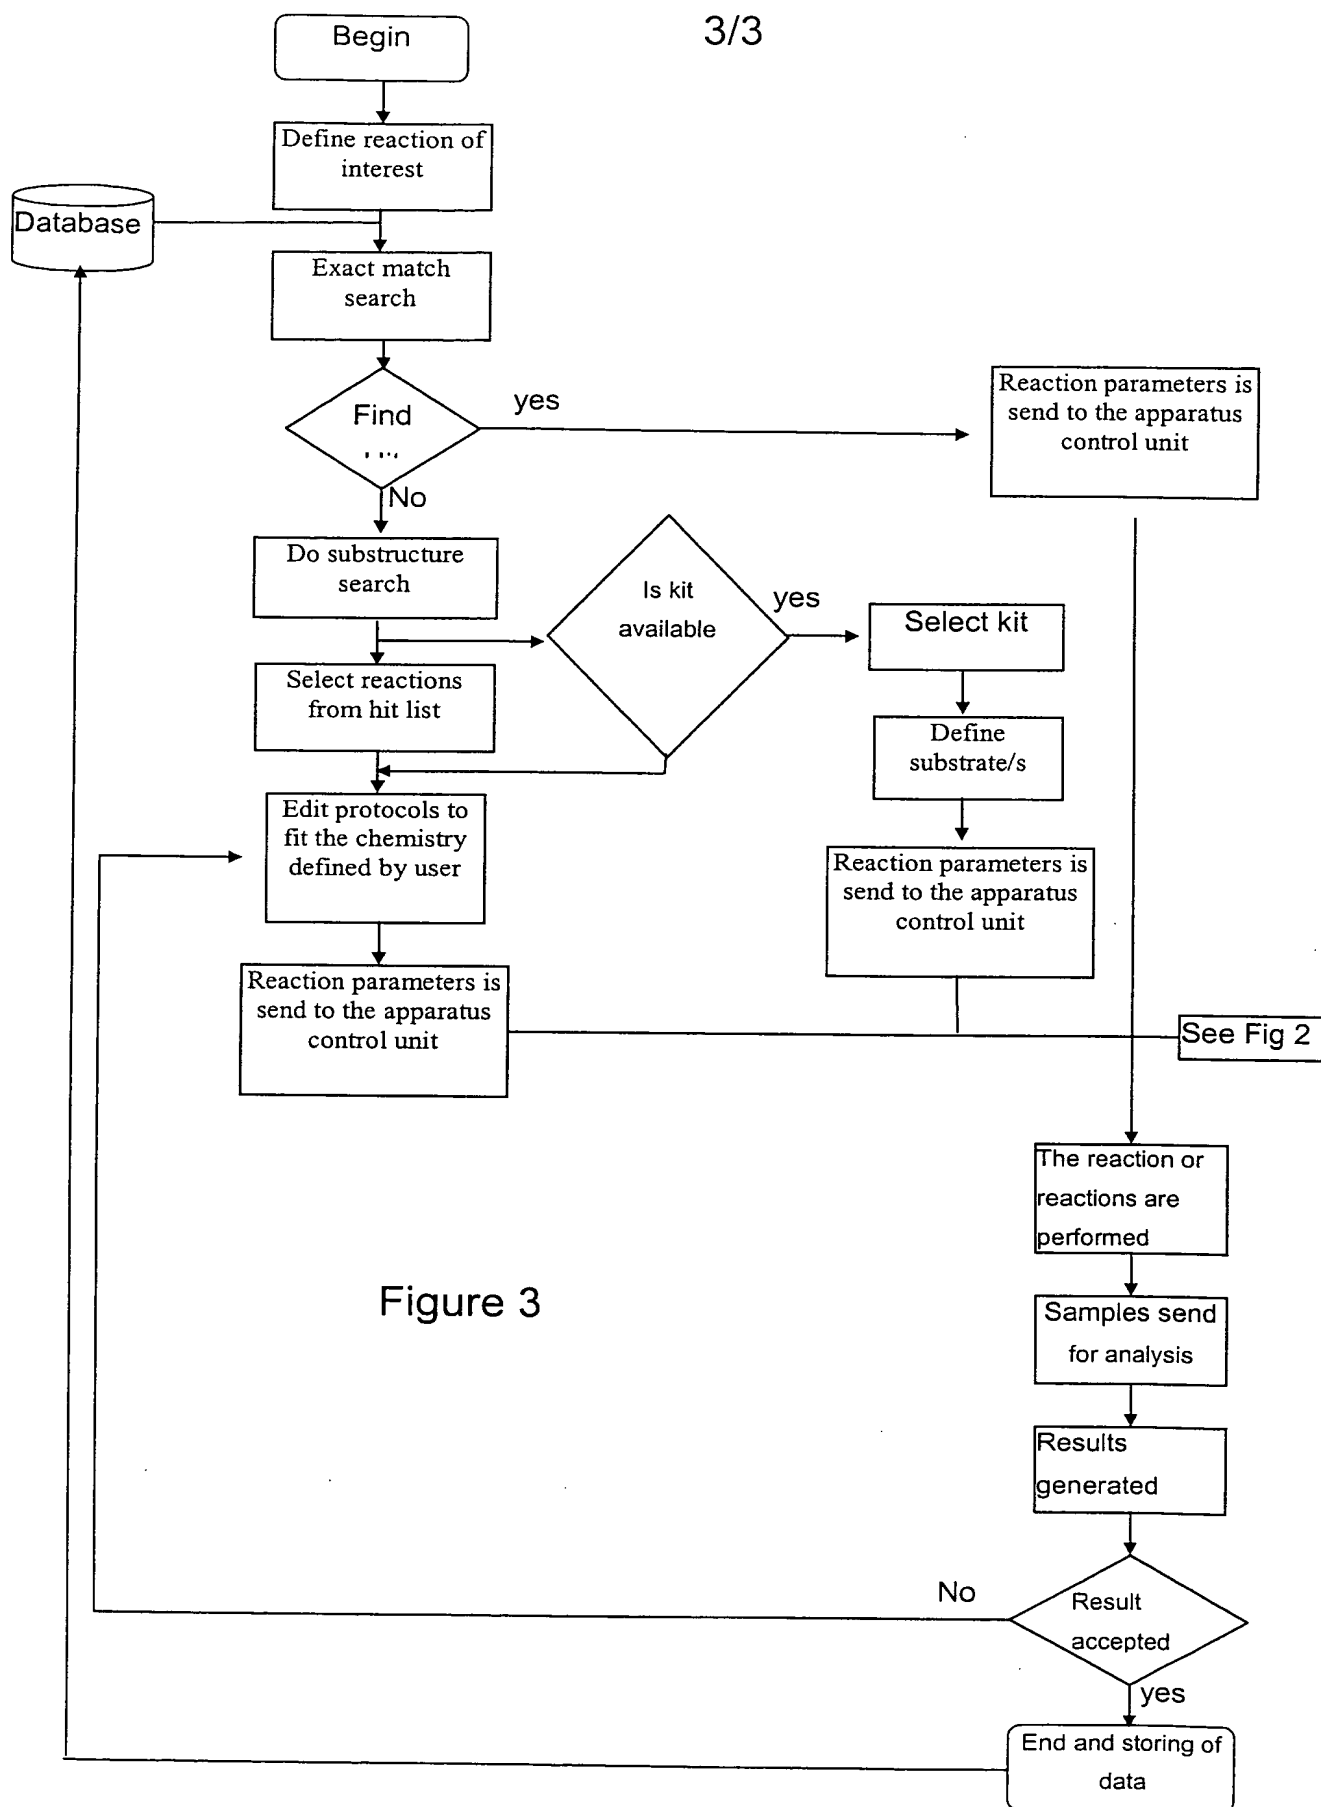 3/3
Begin
Define reaction of
interest
Database
Exact match
search
Find
yes
No
Reaction parameters is
send to the apparatus
control unit
Do substructure
search
Is kit
available
yes
Select kit
Select reactions
from hit list
Define
substrate/s
Edit protocols to
fit the chemistry
defined by user
Reaction parameters is
send to the apparatus
control unit
Reaction parameters is
send to the apparatus
control unit
See Fig 2
The reaction or
reactions are
performed
Samples send
for analysis
Results
generated
Result
accepted
No
yes
End and storing of
data
Figure 3